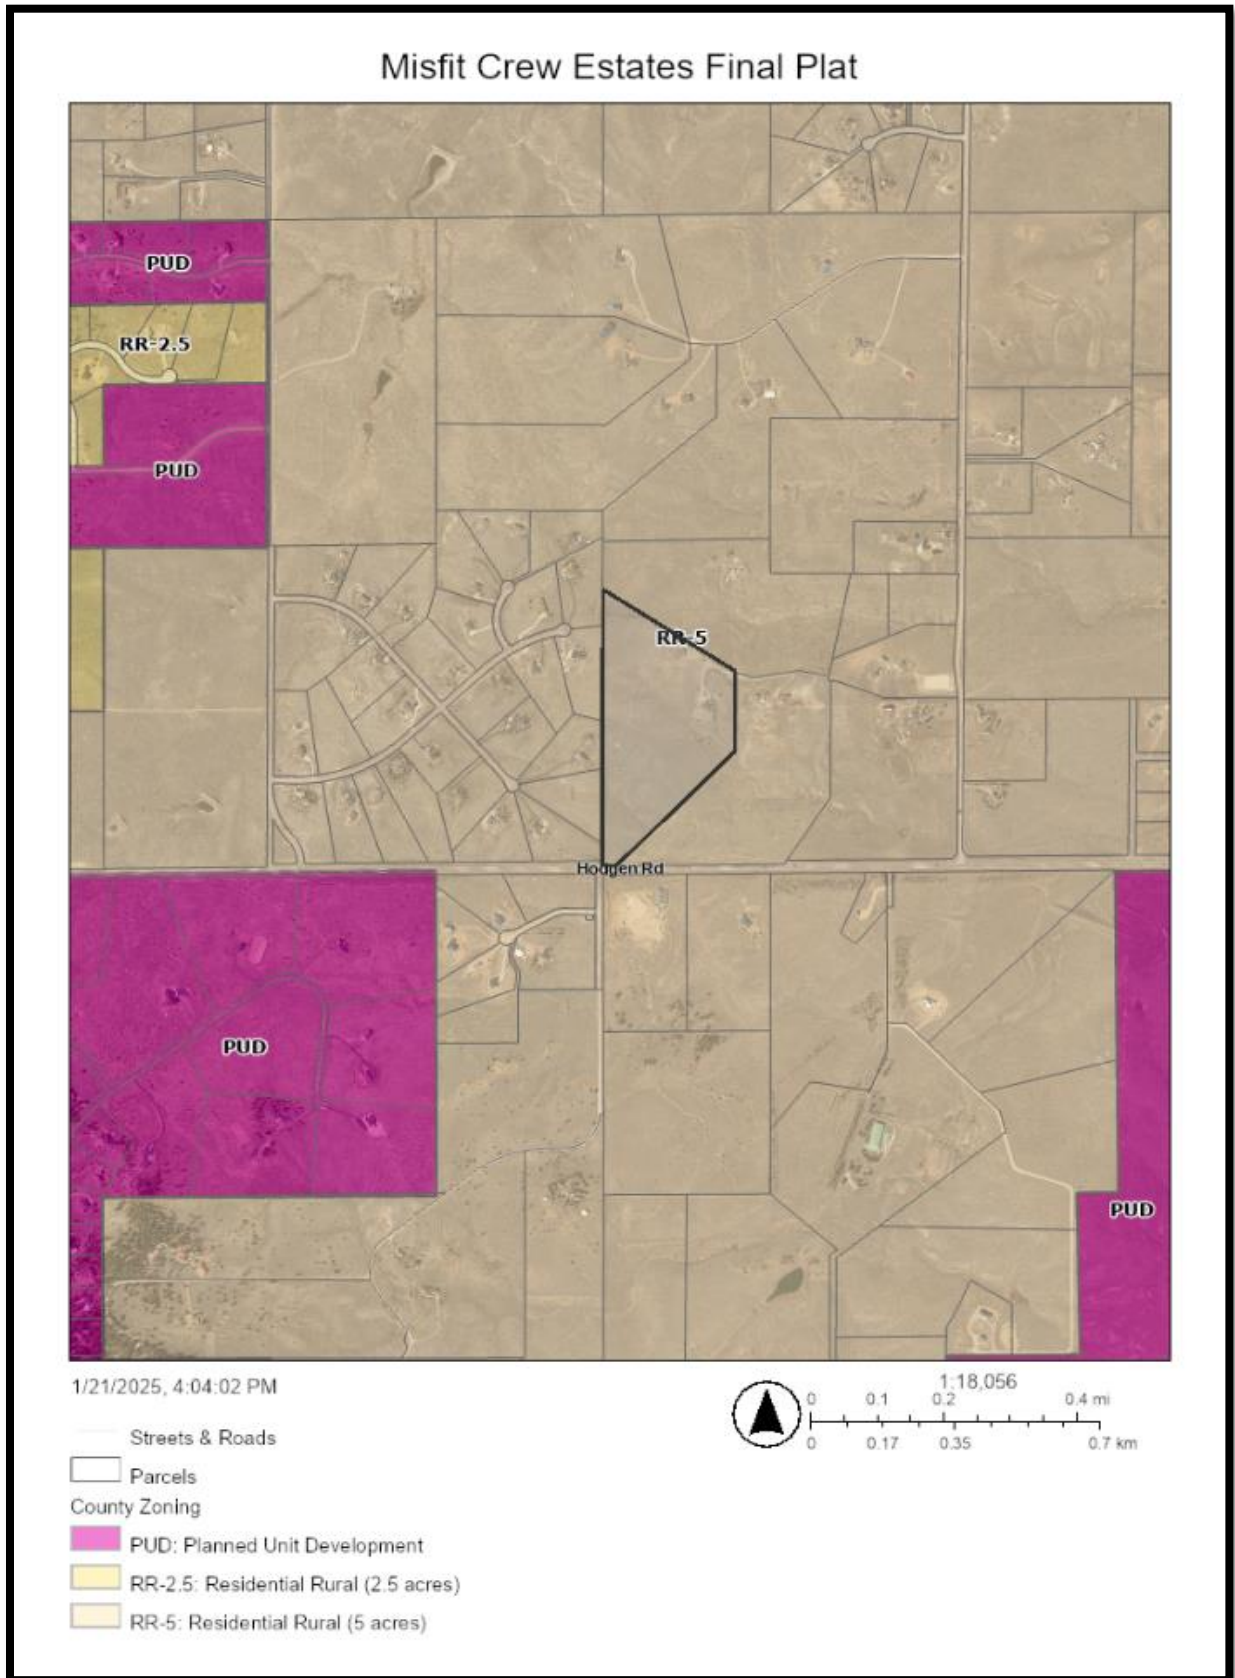 Misfit Crew Estates Final Plat
PUD
RR-2.5
PUD
RR-5
Hodgen Rd
PUD
PUD
1/21/2025, 4:04:02 PM
1:18,056
0 0.1 0.2 0.4 mi
0 0.17 0.35 0.7 km
Streets & Roads
Parcels
County Zoning
PUD: Planned Unit Development
RR-2.5: Residential Rural (2.5 acres)
RR-5: Residential Rural (5 acres)